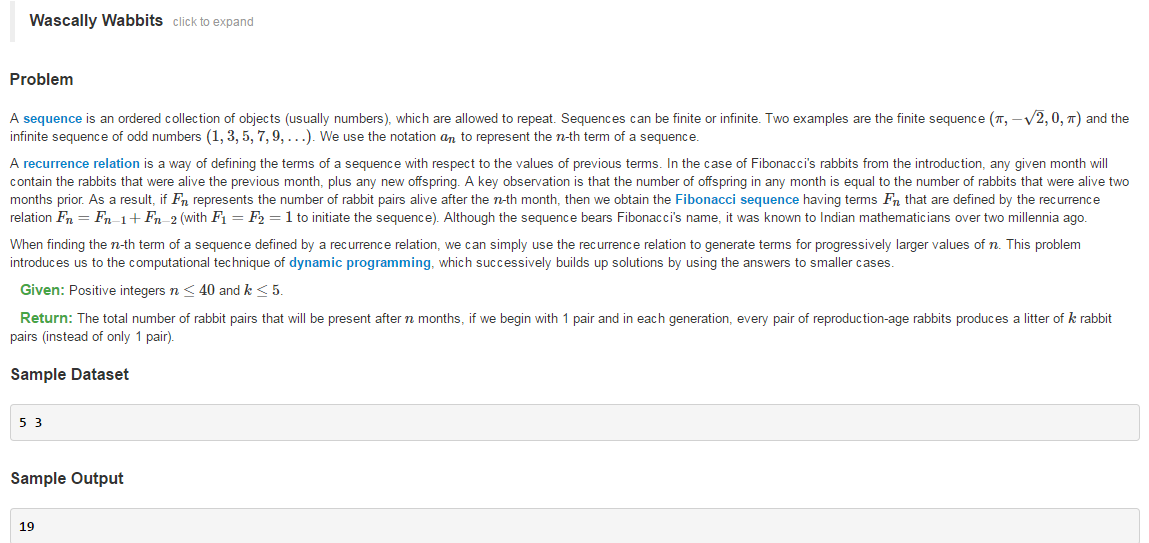 Wascally Wabbits click to expand
Problem
A sequence is an ordered collection of objects (usually numbers), which are allowed to repeat. Sequences can be finite or infinite. Two examples are the finite sequence (π, −√2, 0, π) and the
infinite sequence of odd numbers (1, 3, 5, 7, 9, . . .). We use the notation aₙ to represent the n-th term of a sequence.
A recurrence relation is a way of defining the terms of a sequence with respect to the values of previous terms. In the case of Fibonacci's rabbits from the introduction, any given month will
contain the rabbits that were alive the previous month, plus any new offspring. A key observation is that the number of offspring in any month is equal to the number of rabbits that were alive two
months prior. As a result, if Fₙ represents the number of rabbit pairs alive after the n-th month, then we obtain the Fibonacci sequence having terms Fₙ that are defined by the recurrence
relation Fₙ = Fₙ₋₁ + Fₙ₋₂ (with F₁ = F₂ = 1 to initiate the sequence). Although the sequence bears Fibonacci's name, it was known to Indian mathematicians over two millennia ago.
When finding the n-th term of a sequence defined by a recurrence relation, we can simply use the recurrence relation to generate terms for progressively larger values of n. This problem
introduces us to the computational technique of dynamic programming, which successively builds up solutions by using the answers to smaller cases.
Given: Positive integers n ≤ 40 and k ≤ 5.
Return: The total number of rabbit pairs that will be present after n months, if we begin with 1 pair and in each generation, every pair of reproduction-age rabbits produces a litter of k rabbit
pairs (instead of only 1 pair).
Sample Dataset
5 3
Sample Output
19